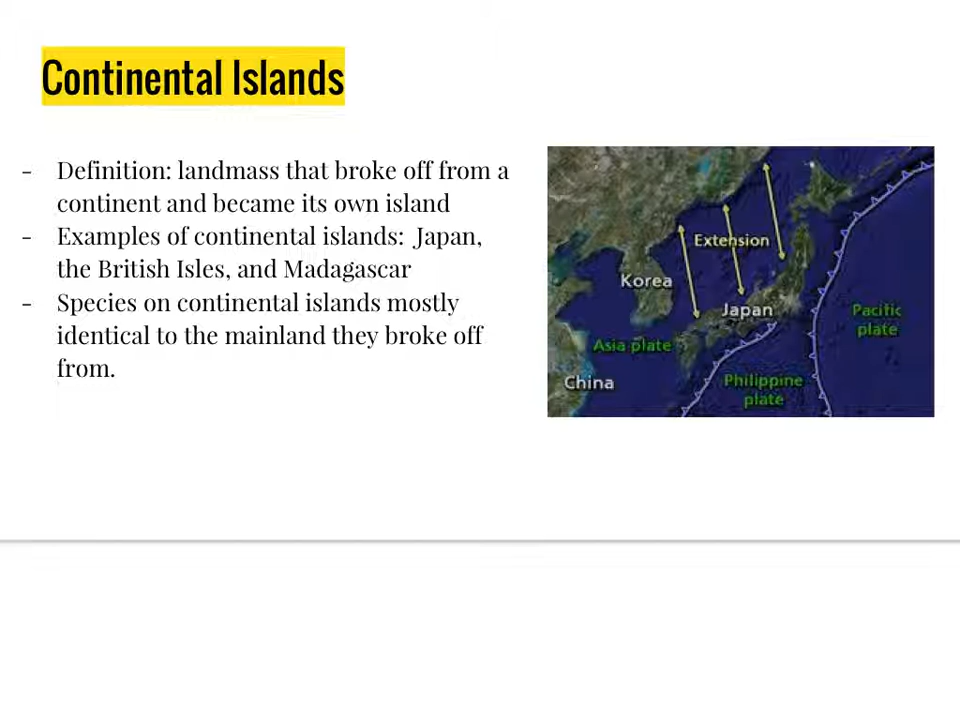 Continental Islands
- Definition: landmass that broke off from a
continent and became its own island
- Examples of continental islands: Japan,
the British Isles, and Madagascar
- Species on continental islands mostly
identical to the mainland they broke off
from.
Extension
Korea
Japan
Pacific
plate
Asia plate
China
Philippine
plate